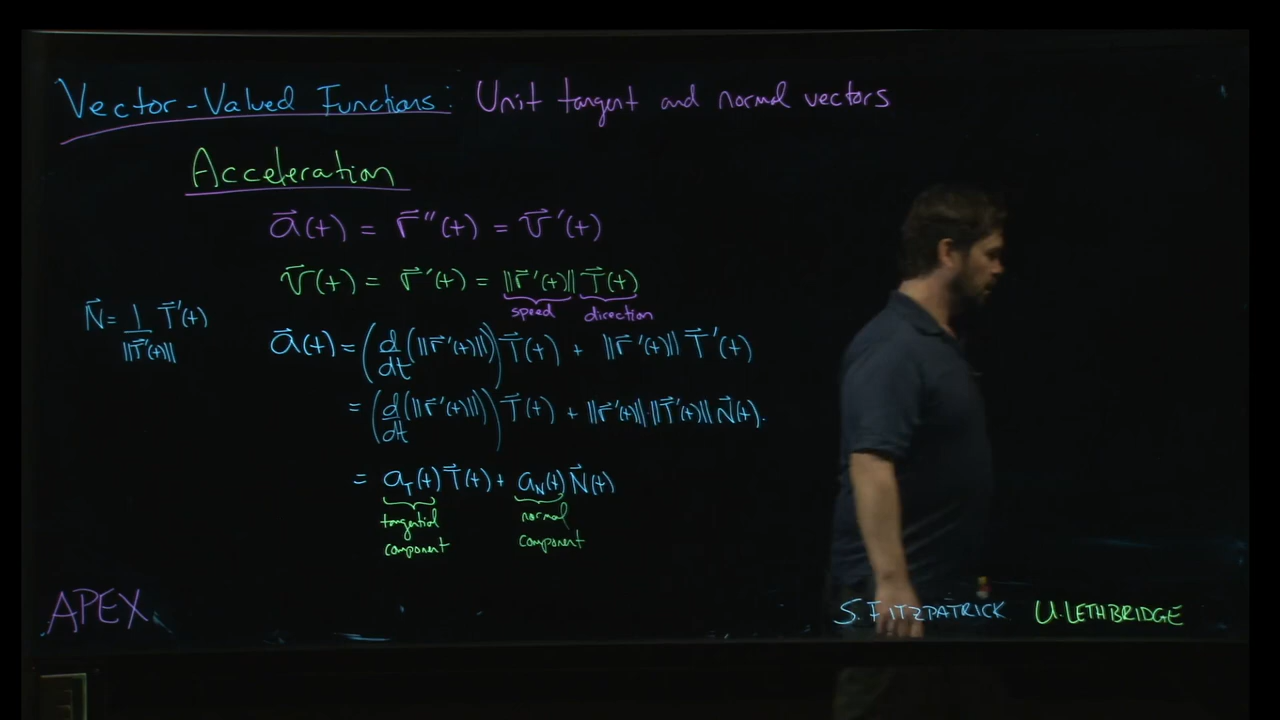 Vector-Valued Functions: Unit tangent and normal vectors
Acceleration
a⃗(t) = r⃗''(t) = v⃗'(t)
v⃗(t) = r⃗'(t) = ||r⃗'(t)|| T⃗(t)
speed direction
N⃗ = 1/||T⃗'(t)|| T⃗'(t)
a⃗(t) = (d/dt(||r⃗'(t)||)) T⃗(t) + ||r⃗'(t)|| T⃗'(t)
= (d/dt(||r⃗'(t)||)) T⃗(t) + ||r⃗'(t)||·||T⃗'(t)|| N⃗(t).
= a_T(t) T⃗(t) + a_N(t) N⃗(t)
tangential component normal component
APEX
S. FITZPATRICK U. LETHBRIDGE